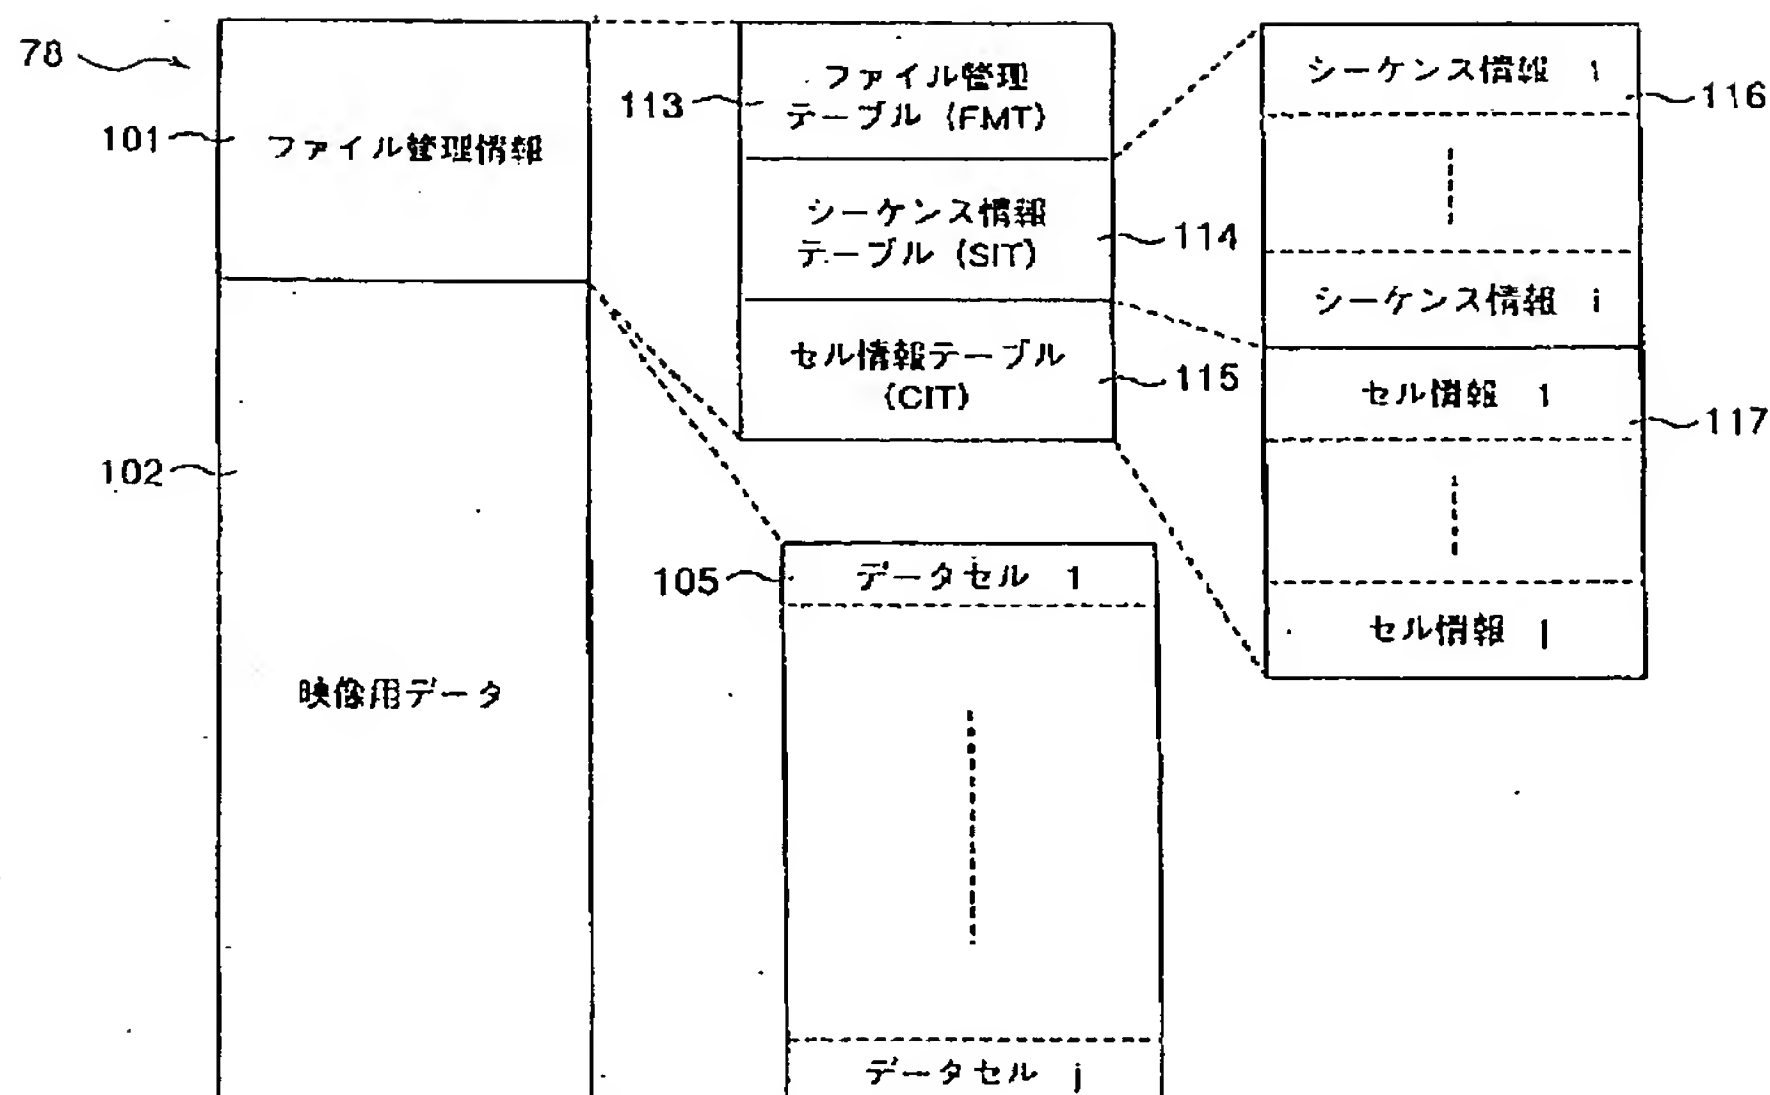 78
101
ファイル管理情報
102
映像用データ
113
ファイル管理
テーブル (FMT)
シーケンス情報
テーブル (SIT)
114
セル情報テーブル
(CIT)
115
105
データセル 1
データセル j
シーケンス情報 1
116
シーケンス情報 i
セル情報 1
117
セル情報 j